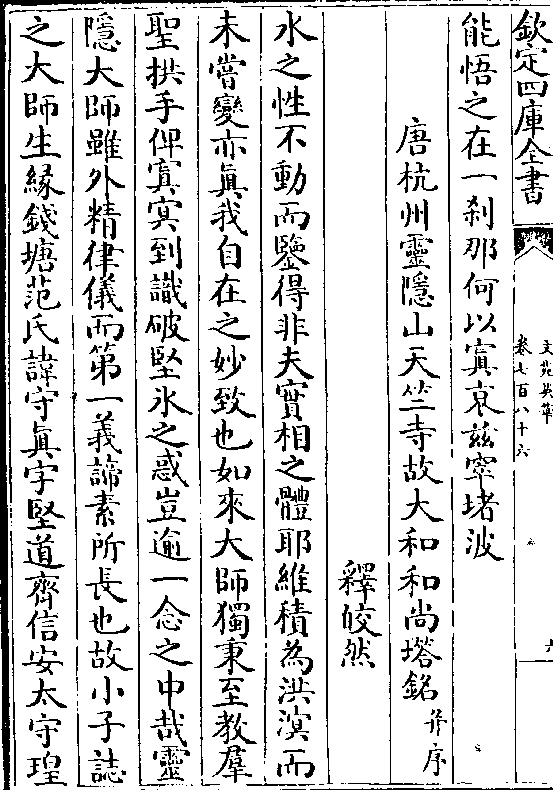 欽定四庫全書
文苑英華
卷七百八十六
能悟之在一剎那何以寘哀兹窣堵波
唐杭州靈隱山天竺寺故大和和尚塔銘并序
釋皎然
水之性不動而鑒得非夫實相之體耶維積為洪溟而
未嘗變亦眞我自在之妙致也如來大師獨秉至教羣
聖拱手俾寘冥到識破堅氷之惑豈逾一念之中哉靈
隱大師雖外精律儀而第一義諦素所長也故小子誌
之大師生緣錢塘范氏諱守眞字堅道齊信安太守瑝